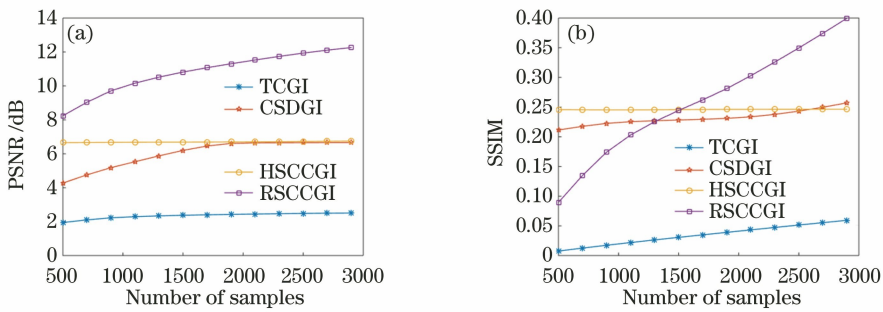 (a)
PSNR /dB
14
12
10
8
6
4
2
0
TCGI
CSDGI
HSCCGI
RSCCGI
500 1000 1500 2000 2500 3000
Number of samples
(b)
SSIM
0.40
0.35
0.30
0.25
0.20
0.15
0.10
0.05
0
TCGI
CSDGI
HSCCGI
RSCCGI
500 1000 1500 2000 2500 3000
Number of samples